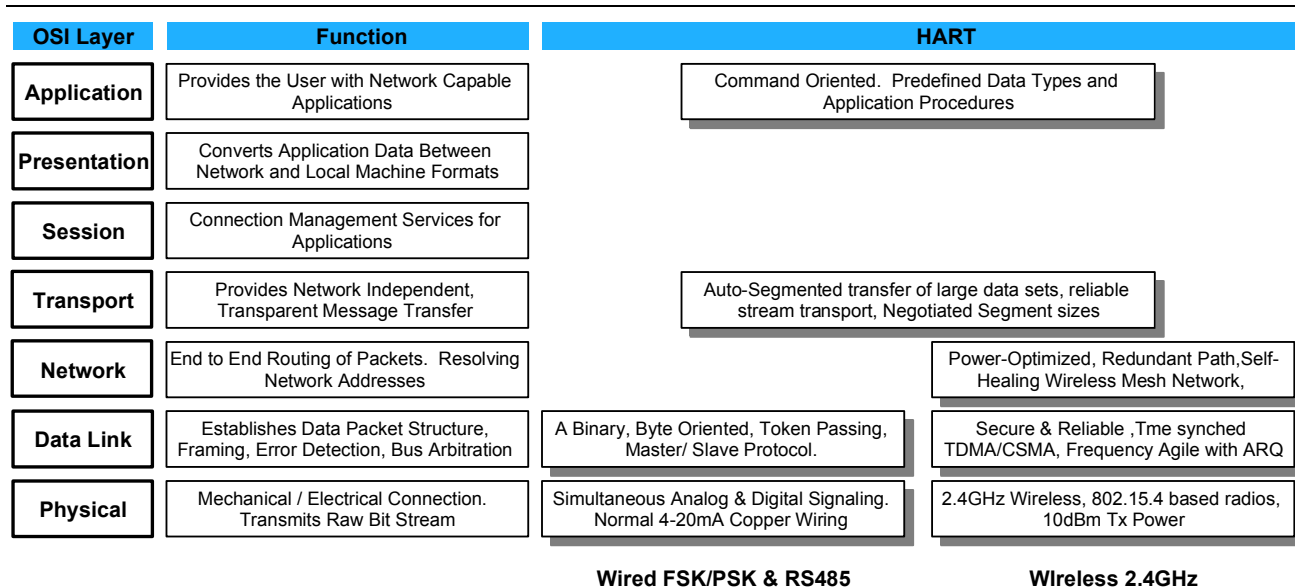 OSI Layer Function HART
Application
Provides the User with Network Capable
Applications
Command Oriented. Predefined Data Types and
Application Procedures
Presentation
Converts Application Data Between
Network and Local Machine Formats
Session
Connection Management Services for
Applications
Transport
Provides Network Independent,
Transparent Message Transfer
Auto-Segmented transfer of large data sets, reliable
stream transport, Negotiated Segment sizes
Network
End to End Routing of Packets. Resolving
Network Addresses
Power-Optimized, Redundant Path,Self-
Healing Wireless Mesh Network,
Data Link
Establishes Data Packet Structure,
Framing, Error Detection, Bus Arbitration
A Binary, Byte Oriented, Token Passing,
Master/ Slave Protocol.
Secure & Reliable ,Tme synched
TDMA/CSMA, Frequency Agile with ARQ
Physical
Mechanical / Electrical Connection.
Transmits Raw Bit Stream
Simultaneous Analog & Digital Signaling.
Normal 4-20mA Copper Wiring
2.4GHz Wireless, 802.15.4 based radios,
10dBm Tx Power
Wired FSK/PSK & RS485
WIreless 2.4GHz